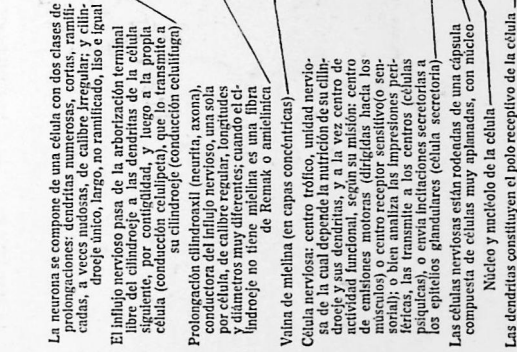 La neurona se compone de una célula con dos clases de
prolongaciones: dendritas numerosas, cortas, ramifi-
cadas, a veces nudosas, de calibre irregular; y cilin-
droeje único, largo, no ramificado, liso e igual
El influjo nervioso pasa de la arborización terminal
libre del cilindroeje a las dendritas de la célula
siguiente, por contigüidad, y luego a la propia
célula (conducción celulípeta), que lo transmite a
su cilindroeje (conducción celulífuga)
Prolongación cilindroaxil (neurita, axona),
conductora del influjo nervioso, una sola
por célula, de calibre regular, longitudes
y diámetros muy diferentes; cuando el ci-
lindroeje no tiene mielina es una fibra
de Remak o amielínica
Vaina de mielina (en capas concéntricas)
Célula nerviosa: centro trófico, unidad nervio-
sa de la cual depende la nutrición de su cilin-
droeje y sus dendritas, y a la vez centro de
actividad funcional, según su misión: centro
de emisiones motoras (dirigidas hacia los
músculos) o centro receptor sensitivo(o sen-
sorial); o bien analiza las impresiones peri-
féricas, las transmite a los centros (células
psíquicas), o envía incitaciones secretorias a
los epitelios glandulares (célula secretoria)
Las células nerviosas están rodendas de una cápsula
compuesta de células muy aplanadas, con núcleo
Núcleo y nucléolo de la célula
Las dendritas constituyen el polo receptivo de la célula